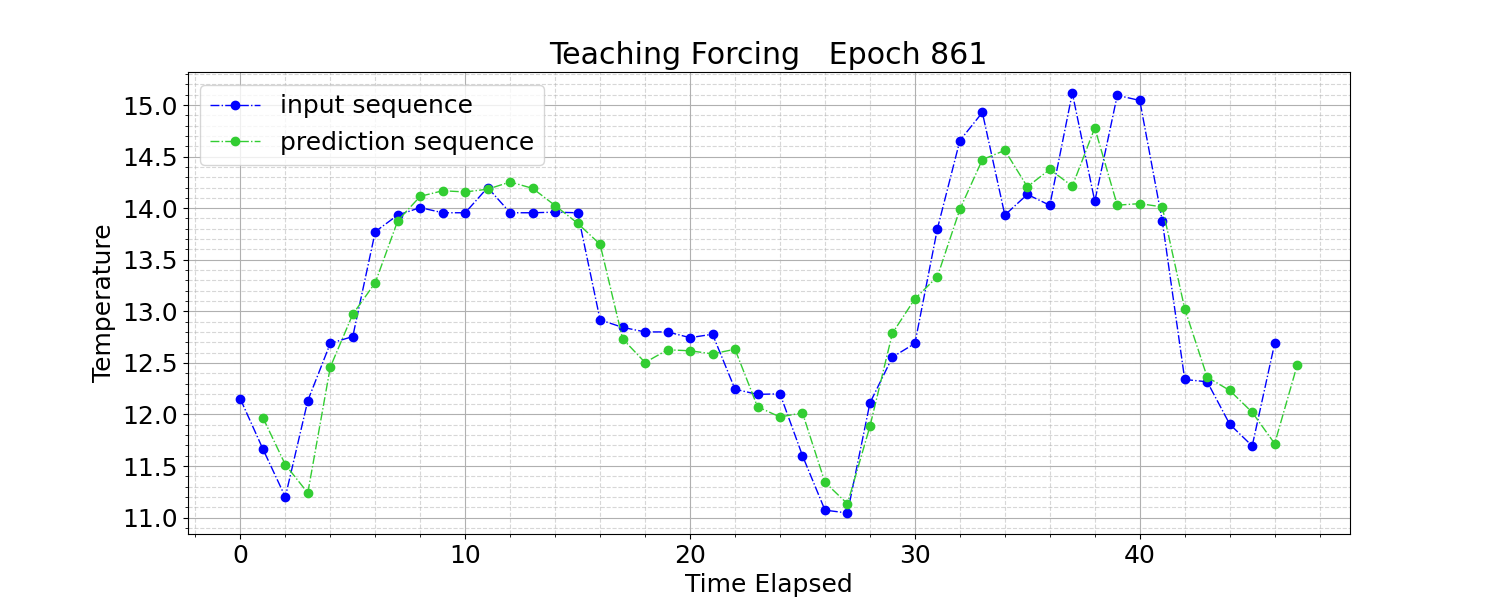 Teaching Forcing   Epoch 861
input sequence
prediction sequence
Temperature
15.0
14.5
14.0
13.5
13.0
12.5
12.0
11.5
11.0
0 10 20 30 40
Time Elapsed